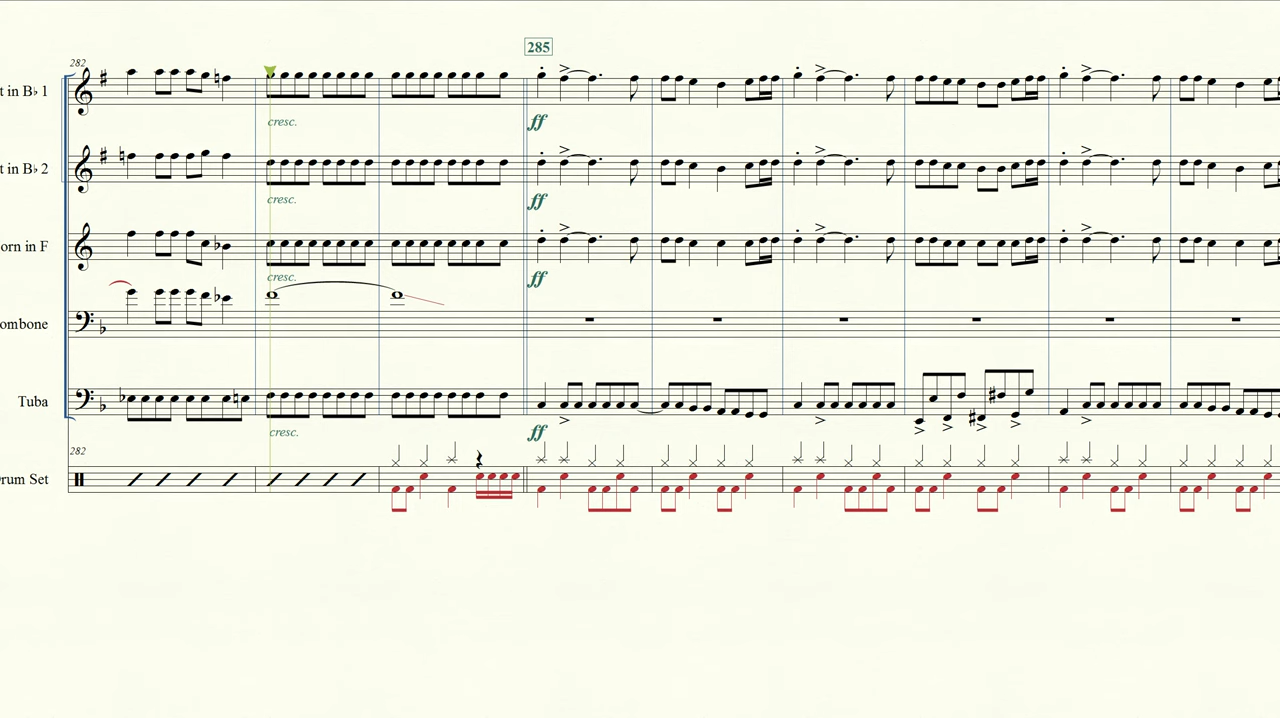 285
282
t in B♭ 1
cresc.
ff
t in B♭ 2
cresc.
ff
orn in F
cresc.
ff
ombone
Tuba
cresc.
ff
282
rum Set